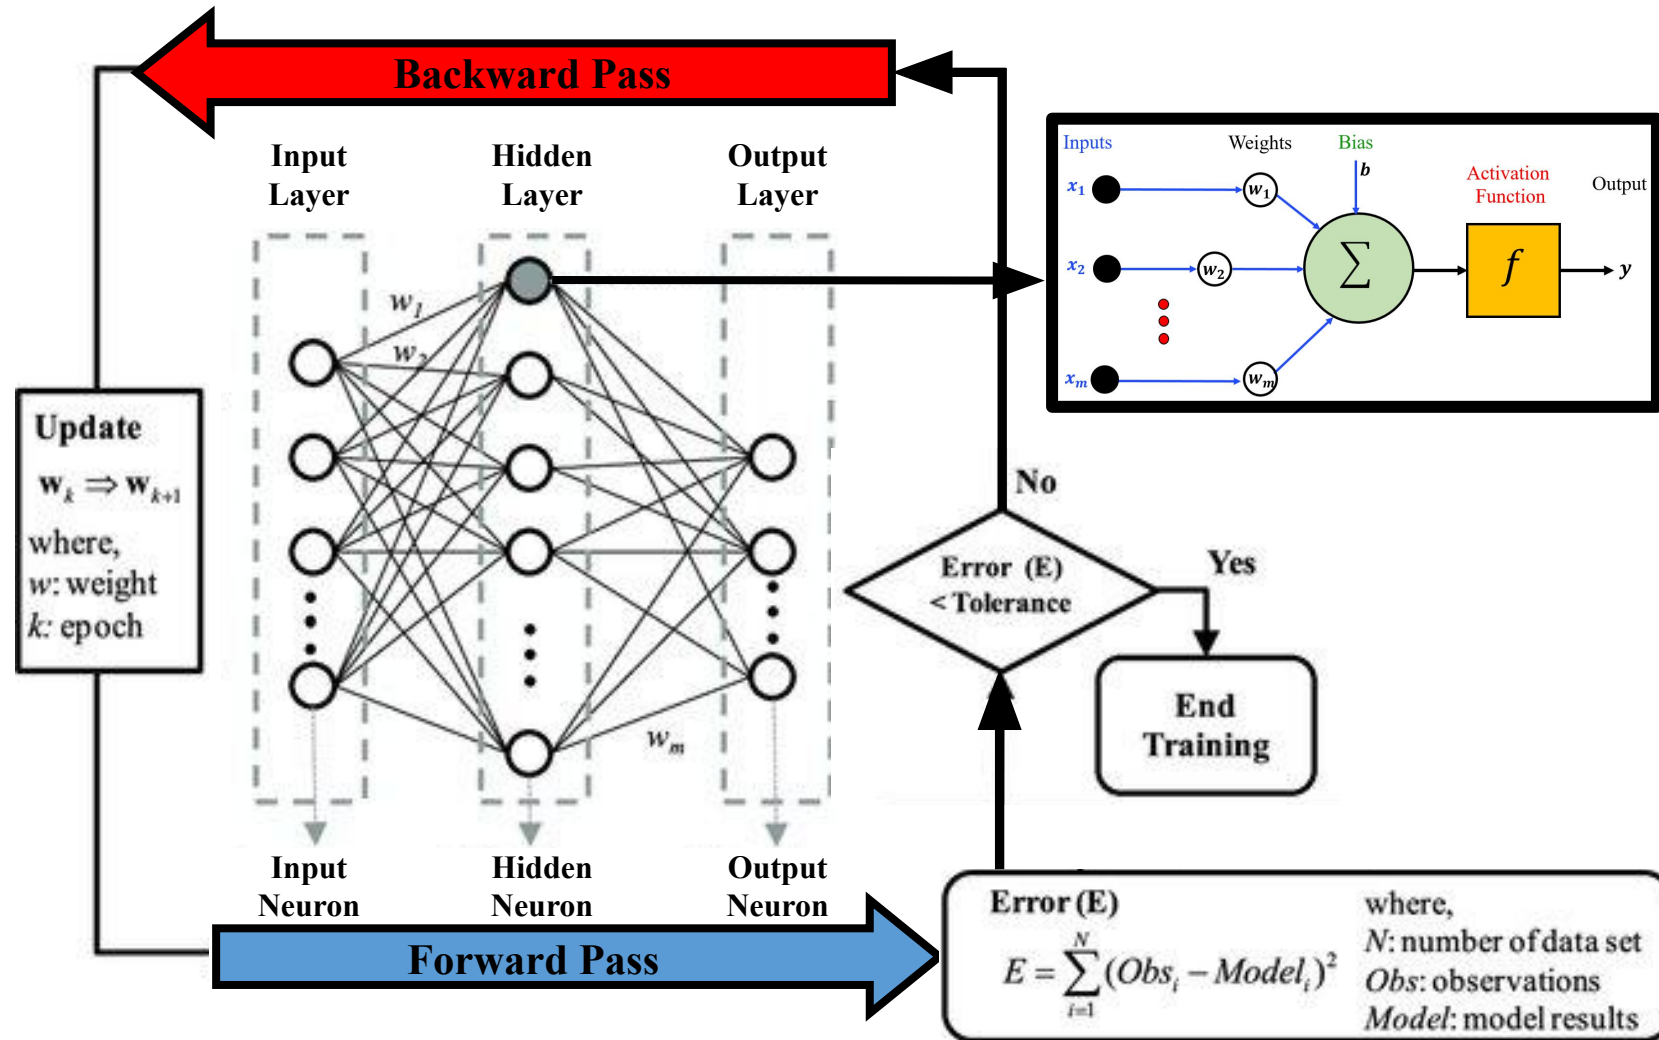 Backward Pass
Input
Layer
Hidden
Layer
Output
Layer
Inputs
Weights
Bias
b
Activation
Function
Output
x₁
w₁
x₂
w₂
∑
f
y
xₘ
wₘ
w₁
w₂
wₘ
Update
wₖ ⇒ wₖ₊₁
where,
w: weight
k: epoch
No
Error (E)
< Tolerance
Yes
End
Training
Input
Neuron
Hidden
Neuron
Output
Neuron
Forward Pass
Error (E)
E = ∑ᵢ₌₁ᴺ (Obsᵢ – Modelᵢ)²
where,
N: number of data set
Obs: observations
Model: model results